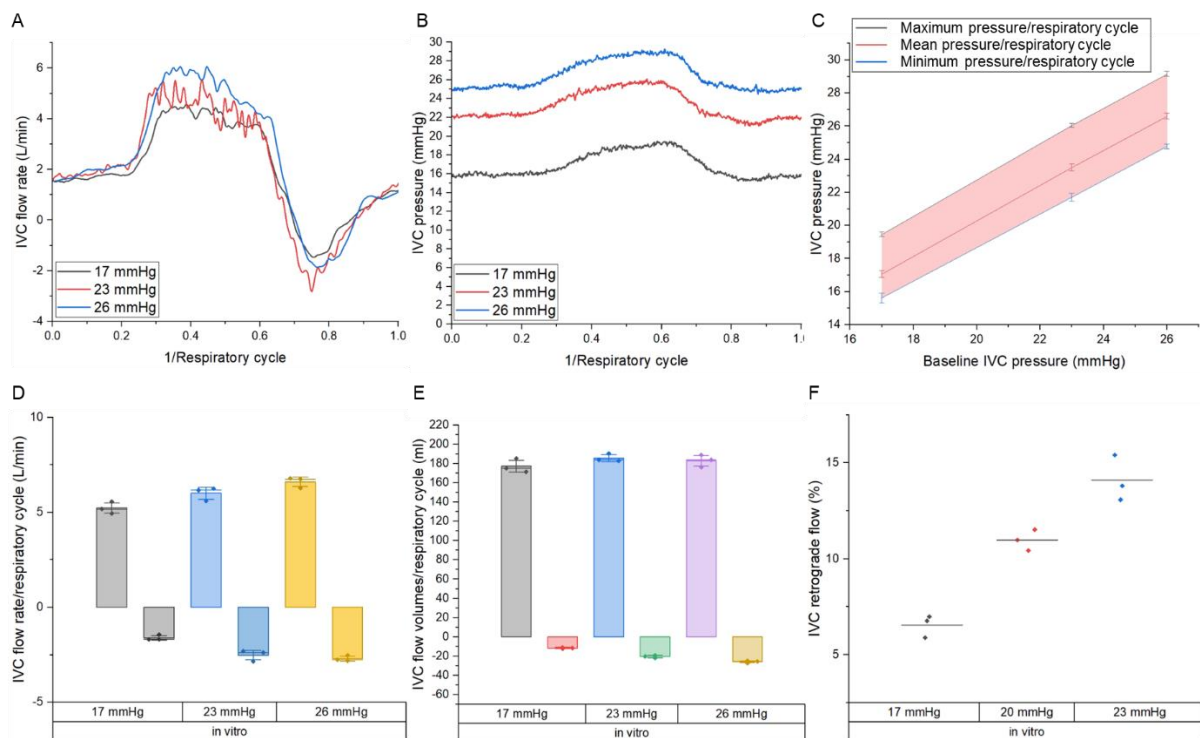 A
IVC flow rate (L/min)
6
4
2
0
-2
-4
17 mmHg
23 mmHg
26 mmHg
0.0 0.2 0.4 0.6 0.8 1.0
1/Respiratory cycle
B
IVC pressure (mmHg)
30
28
26
24
22
20
18
16
14
12
10
8
6
4
2
0
17 mmHg
23 mmHg
26 mmHg
0.0 0.2 0.4 0.6 0.8 1.0
1/Respiratory cycle
C
Maximum pressure/respiratory cycle
Mean pressure/respiratory cycle
Minimum pressure/respiratory cycle
IVC pressure (mmHg)
30
28
26
24
22
20
18
16
14
16 18 20 22 24 26
Baseline IVC pressure (mmHg)
D
IVC flow rate/respiratory cycle (L/min)
10
5
0
-5
17 mmHg 23 mmHg 26 mmHg
in vitro
E
IVC flow volumes/respiratory cycle (ml)
220
200
180
160
140
120
100
80
60
40
20
0
-20
-40
-60
17 mmHg 23 mmHg 26 mmHg
in vitro
F
IVC retrograde flow (%)
15
10
5
17 mmHg 20 mmHg 23 mmHg
in vitro